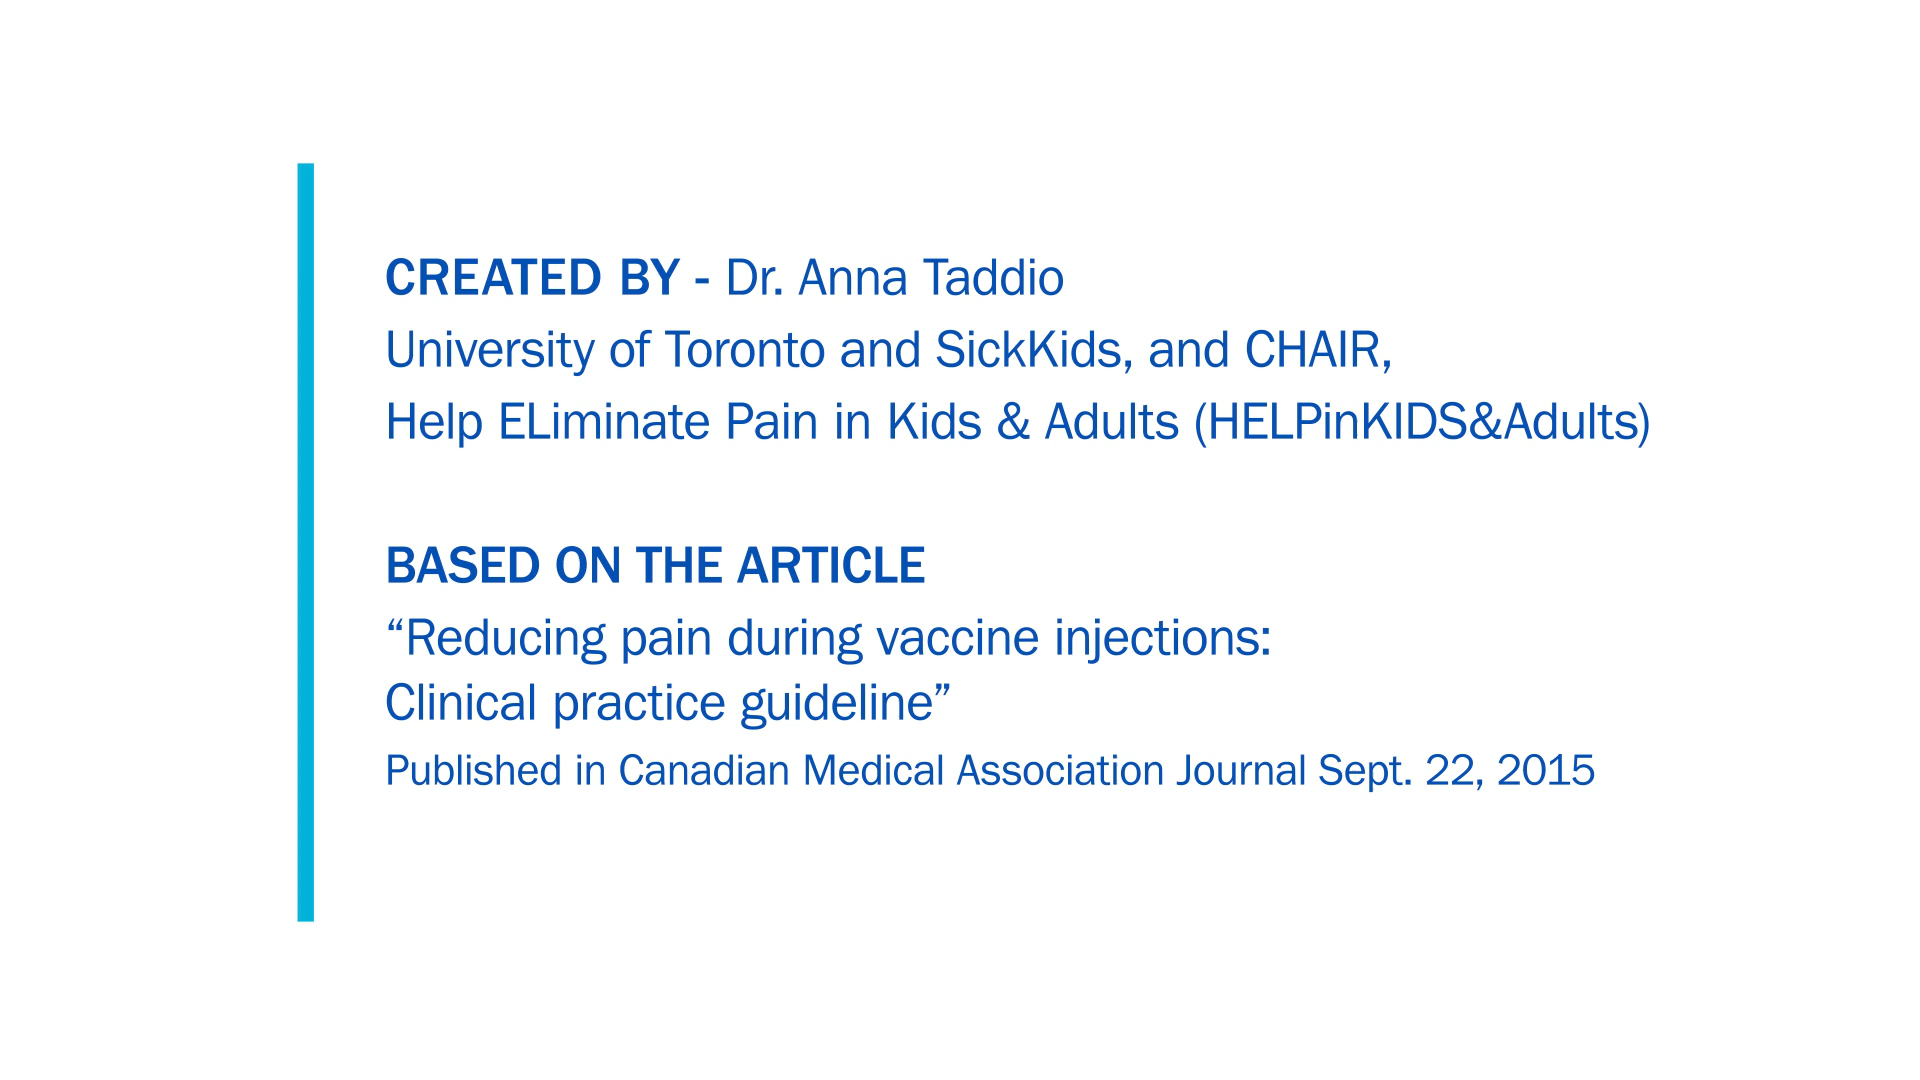 CREATED BY - Dr. Anna Taddio
University of Toronto and SickKids, and CHAIR,
Help ELiminate Pain in Kids & Adults (HELPinKIDS&Adults)
BASED ON THE ARTICLE
“Reducing pain during vaccine injections:
Clinical practice guideline”
Published in Canadian Medical Association Journal Sept. 22, 2015